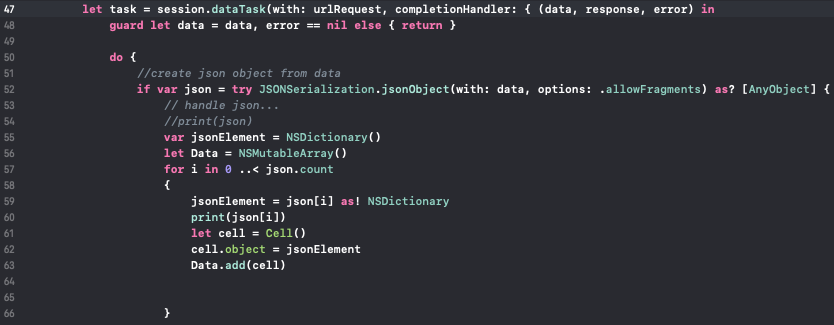 47 let task = session.dataTask(with: urlRequest, completionHandler: { (data, response, error) in
48 guard let data = data, error == nil else { return }
49
50 do {
51 //create json object from data
52 if var json = try JSONSerialization.jsonObject(with: data, options: .allowFragments) as? [AnyObject] {
53 // handle json...
54 //print(json)
55 var jsonElement = NSDictionary()
56 let Data = NSMutableArray()
57 for i in 0 ..< json.count
58 {
59 jsonElement = json[i] as! NSDictionary
60 print(json[i])
61 let cell = Cell()
62 cell.object = jsonElement
63 Data.add(cell)
64
65
66 }